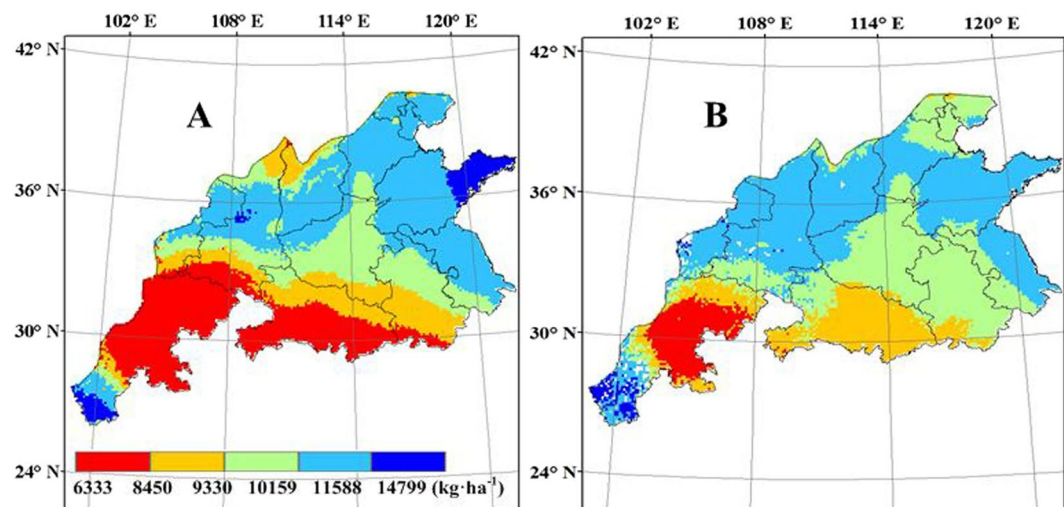 102° E 108° E 114° E 120° E
42° N
A
36° N
30° N
24° N
6333 8450 9330 10159 11588 14799 (kg·ha⁻¹)
102° E 108° E 114° E 120° E
42° N
B
36° N
30° N
24° N